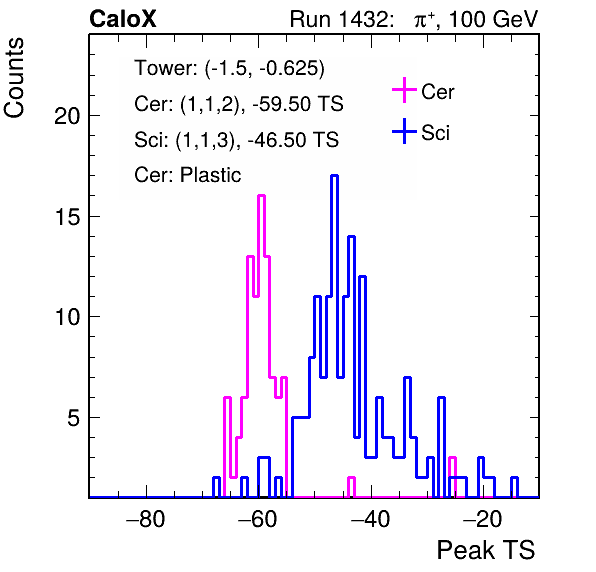 CaloX Run 1432: π⁺, 100 GeV
Counts
Tower: (-1.5, -0.625)
Cer: (1,1,2), -59.50 TS
Sci: (1,1,3), -46.50 TS
Cer: Plastic
Cer
Sci
20
15
10
5
−80 −60 −40 −20
Peak TS